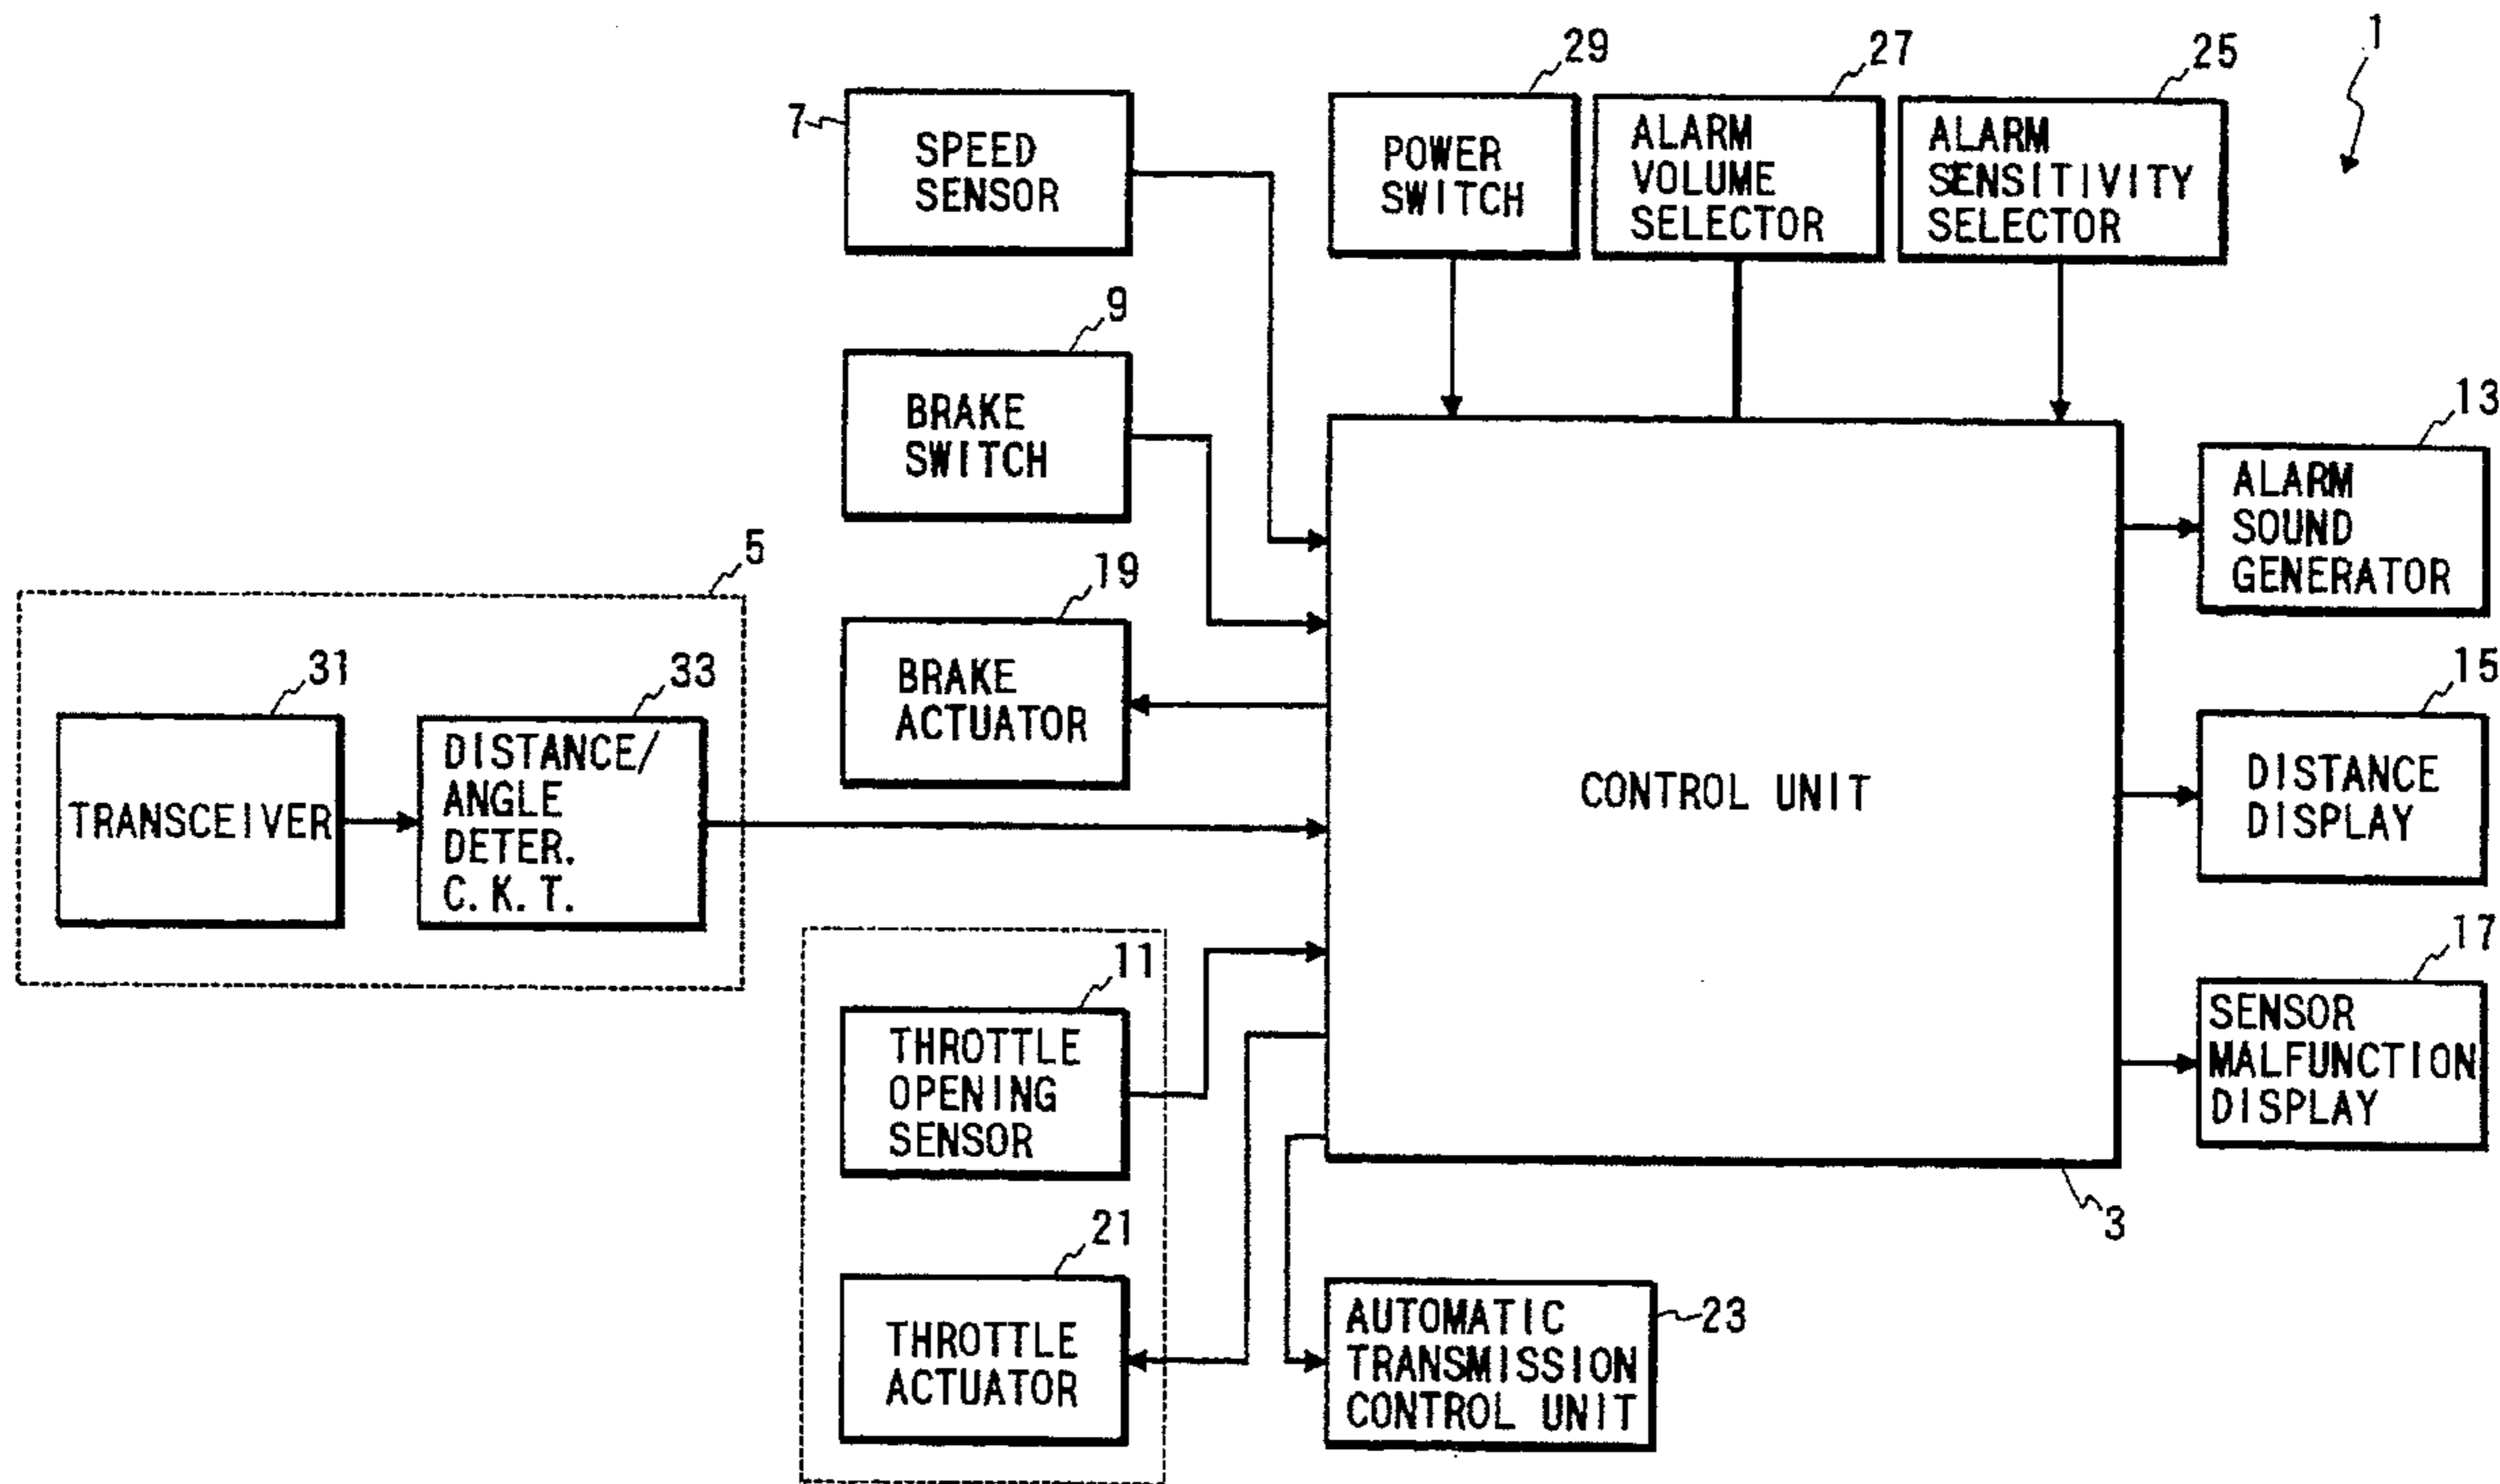 1
29
27
25
7
SPEED
SENSOR
POWER
SWITCH
ALARM
VOLUME
SELECTOR
ALARM
SENSITIVITY
SELECTOR
9
BRAKE
SWITCH
13
ALARM
SOUND
GENERATOR
5
19
BRAKE
ACTUATOR
31
33
TRANSCEIVER
DISTANCE/
ANGLE
DETER.
C.K.T.
CONTROL UNIT
15
DISTANCE
DISPLAY
11
THROTTLE
OPENING
SENSOR
17
SENSOR
MALFUNCTION
DISPLAY
3
21
THROTTLE
ACTUATOR
23
AUTOMATIC
TRANSMISSION
CONTROL UNIT